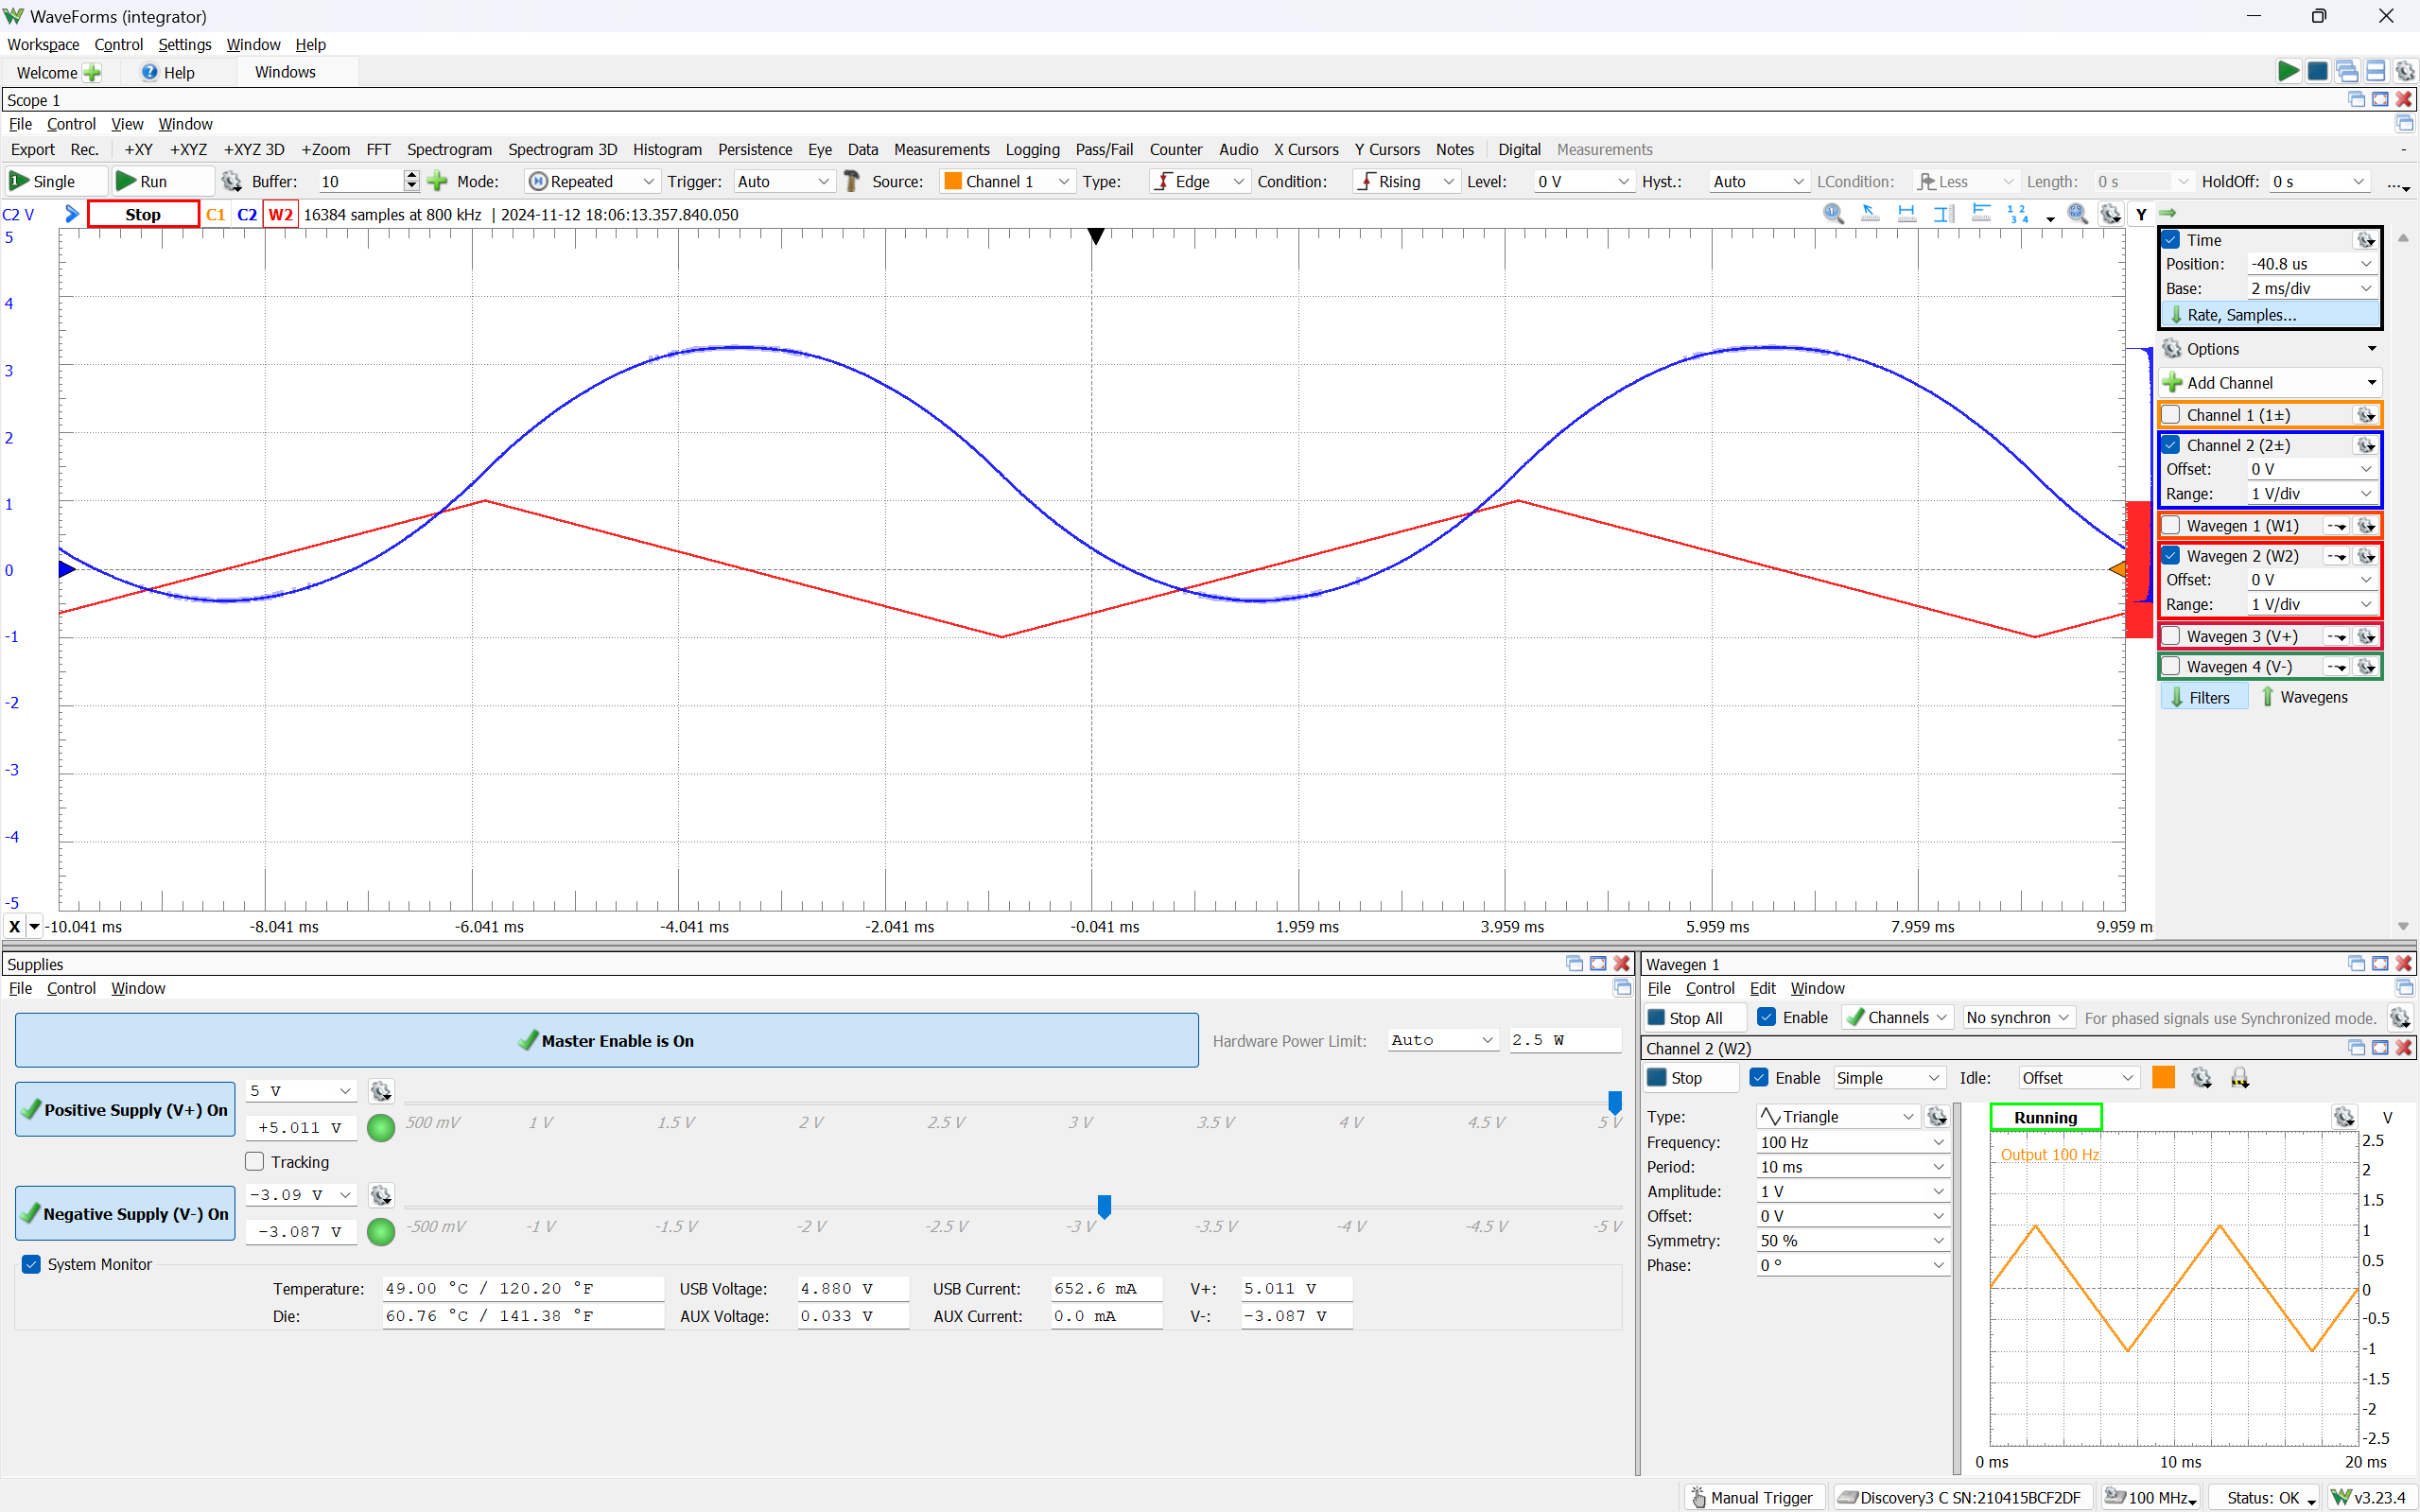 WaveForms (integrator)
Workspace Control Settings Window Help
Welcome Help Windows
Scope 1
File Control View Window
Export Rec. +XY +XYZ +XYZ 3D +Zoom FFT Spectrogram Spectrogram 3D Histogram Persistence Eye Data Measurements Logging Pass/Fail Counter Audio X Cursors Y Cursors Notes Digital Measurements -
Single Run Buffer: 10 Mode: Repeated Trigger: Auto Source: Channel 1 Type: Edge Condition: Rising Level: 0 V Hyst.: Auto LCondition: Less Length: 0 s HoldOff: 0 s ...
C2 V Stop C1 C2 W2 16384 samples at 800 kHz | 2024-11-12 18:06:13.357.840.050 Y
5
4
3
2
1
0
-1
-2
-3
-4
-5
X -10.041 ms -8.041 ms -6.041 ms -4.041 ms -2.041 ms -0.041 ms 1.959 ms 3.959 ms 5.959 ms 7.959 ms 9.959 m
Time
Position: -40.8 us
Base: 2 ms/div
Rate, Samples...
Options
Add Channel
Channel 1 (1±)
Channel 2 (2±)
Offset: 0 V
Range: 1 V/div
Wavegen 1 (W1)
Wavegen 2 (W2)
Offset: 0 V
Range: 1 V/div
Wavegen 3 (V+)
Wavegen 4 (V-)
Filters Wavegens
Supplies
File Control Window
Master Enable is On Hardware Power Limit: Auto 2.5 W
Positive Supply (V+) On 5 V
+5.011 V
500 mV 1 V 1.5 V 2 V 2.5 V 3 V 3.5 V 4 V 4.5 V 5 V
Tracking
Negative Supply (V-) On -3.09 V
-3.087 V
-500 mV -1 V -1.5 V -2 V -2.5 V -3 V -3.5 V -4 V -4.5 V -5 V
System Monitor
Temperature: 49.00 °C / 120.20 °F USB Voltage: 4.880 V USB Current: 652.6 mA V+: 5.011 V
Die: 60.76 °C / 141.38 °F AUX Voltage: 0.033 V AUX Current: 0.0 mA V-: -3.087 V
Wavegen 1
File Control Edit Window
Stop All Enable Channels No synchron For phased signals use Synchronized mode.
Channel 2 (W2)
Stop Enable Simple Idle: Offset
Type: Triangle
Frequency: 100 Hz
Period: 10 ms
Amplitude: 1 V
Offset: 0 V
Symmetry: 50 %
Phase: 0 °
Running V
Output 100 Hz
2.5
2
1.5
1
0.5
0
-0.5
-1
-1.5
-2
-2.5
0 ms 10 ms 20 ms
Manual Trigger Discovery3 C SN:210415BCF2DF 100 MHz Status: OK v3.23.4